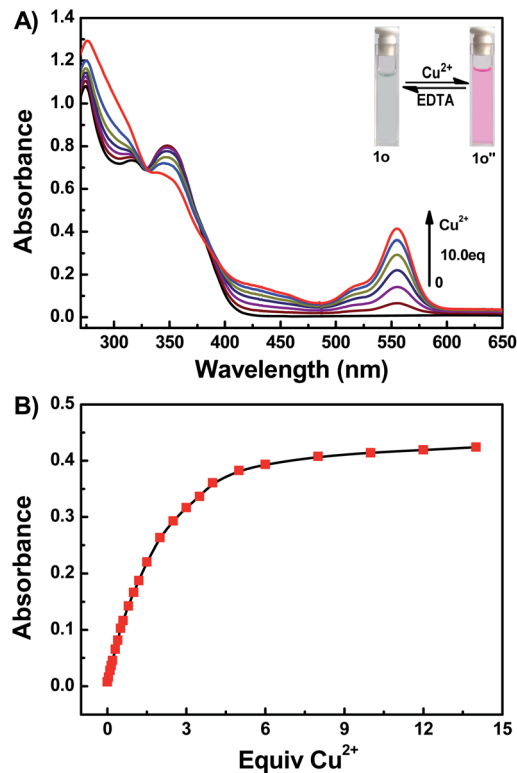 A)
1.4
1.2
1.0
0.8
0.6
0.4
0.2
0.0
Absorbance
Cu2+
EDTA
1o
1o"
Cu2+
10.0eq
0
300 350 400 450 500 550 600 650
Wavelength (nm)
B)
0.5
0.4
0.3
0.2
0.1
0.0
Absorbance
0 3 6 9 12 15
Equiv Cu2+